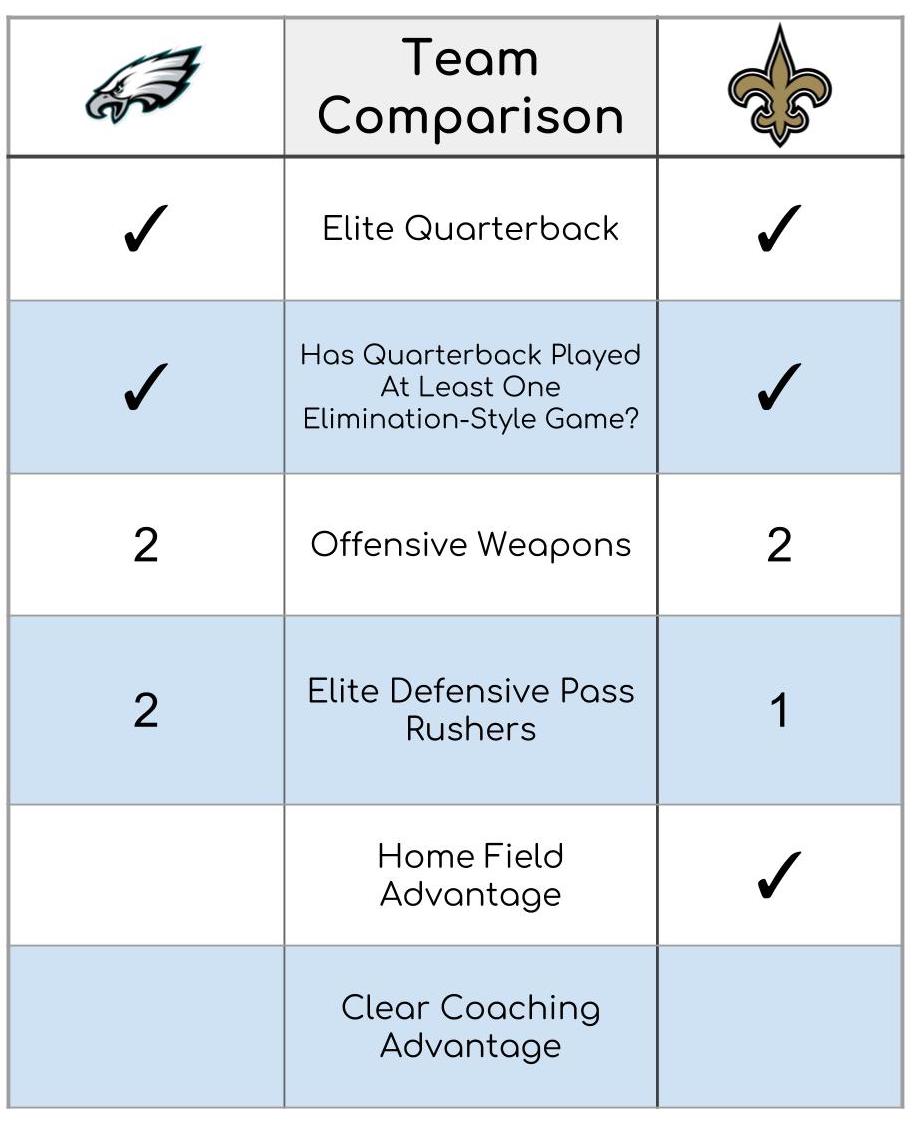 Team
Comparison
✓ Elite Quarterback ✓
Has Quarterback Played
✓ At Least One ✓
Elimination-Style Game?
2 Offensive Weapons 2
Elite Defensive Pass
2 Rushers 1
Home Field
Advantage ✓
Clear Coaching
Advantage